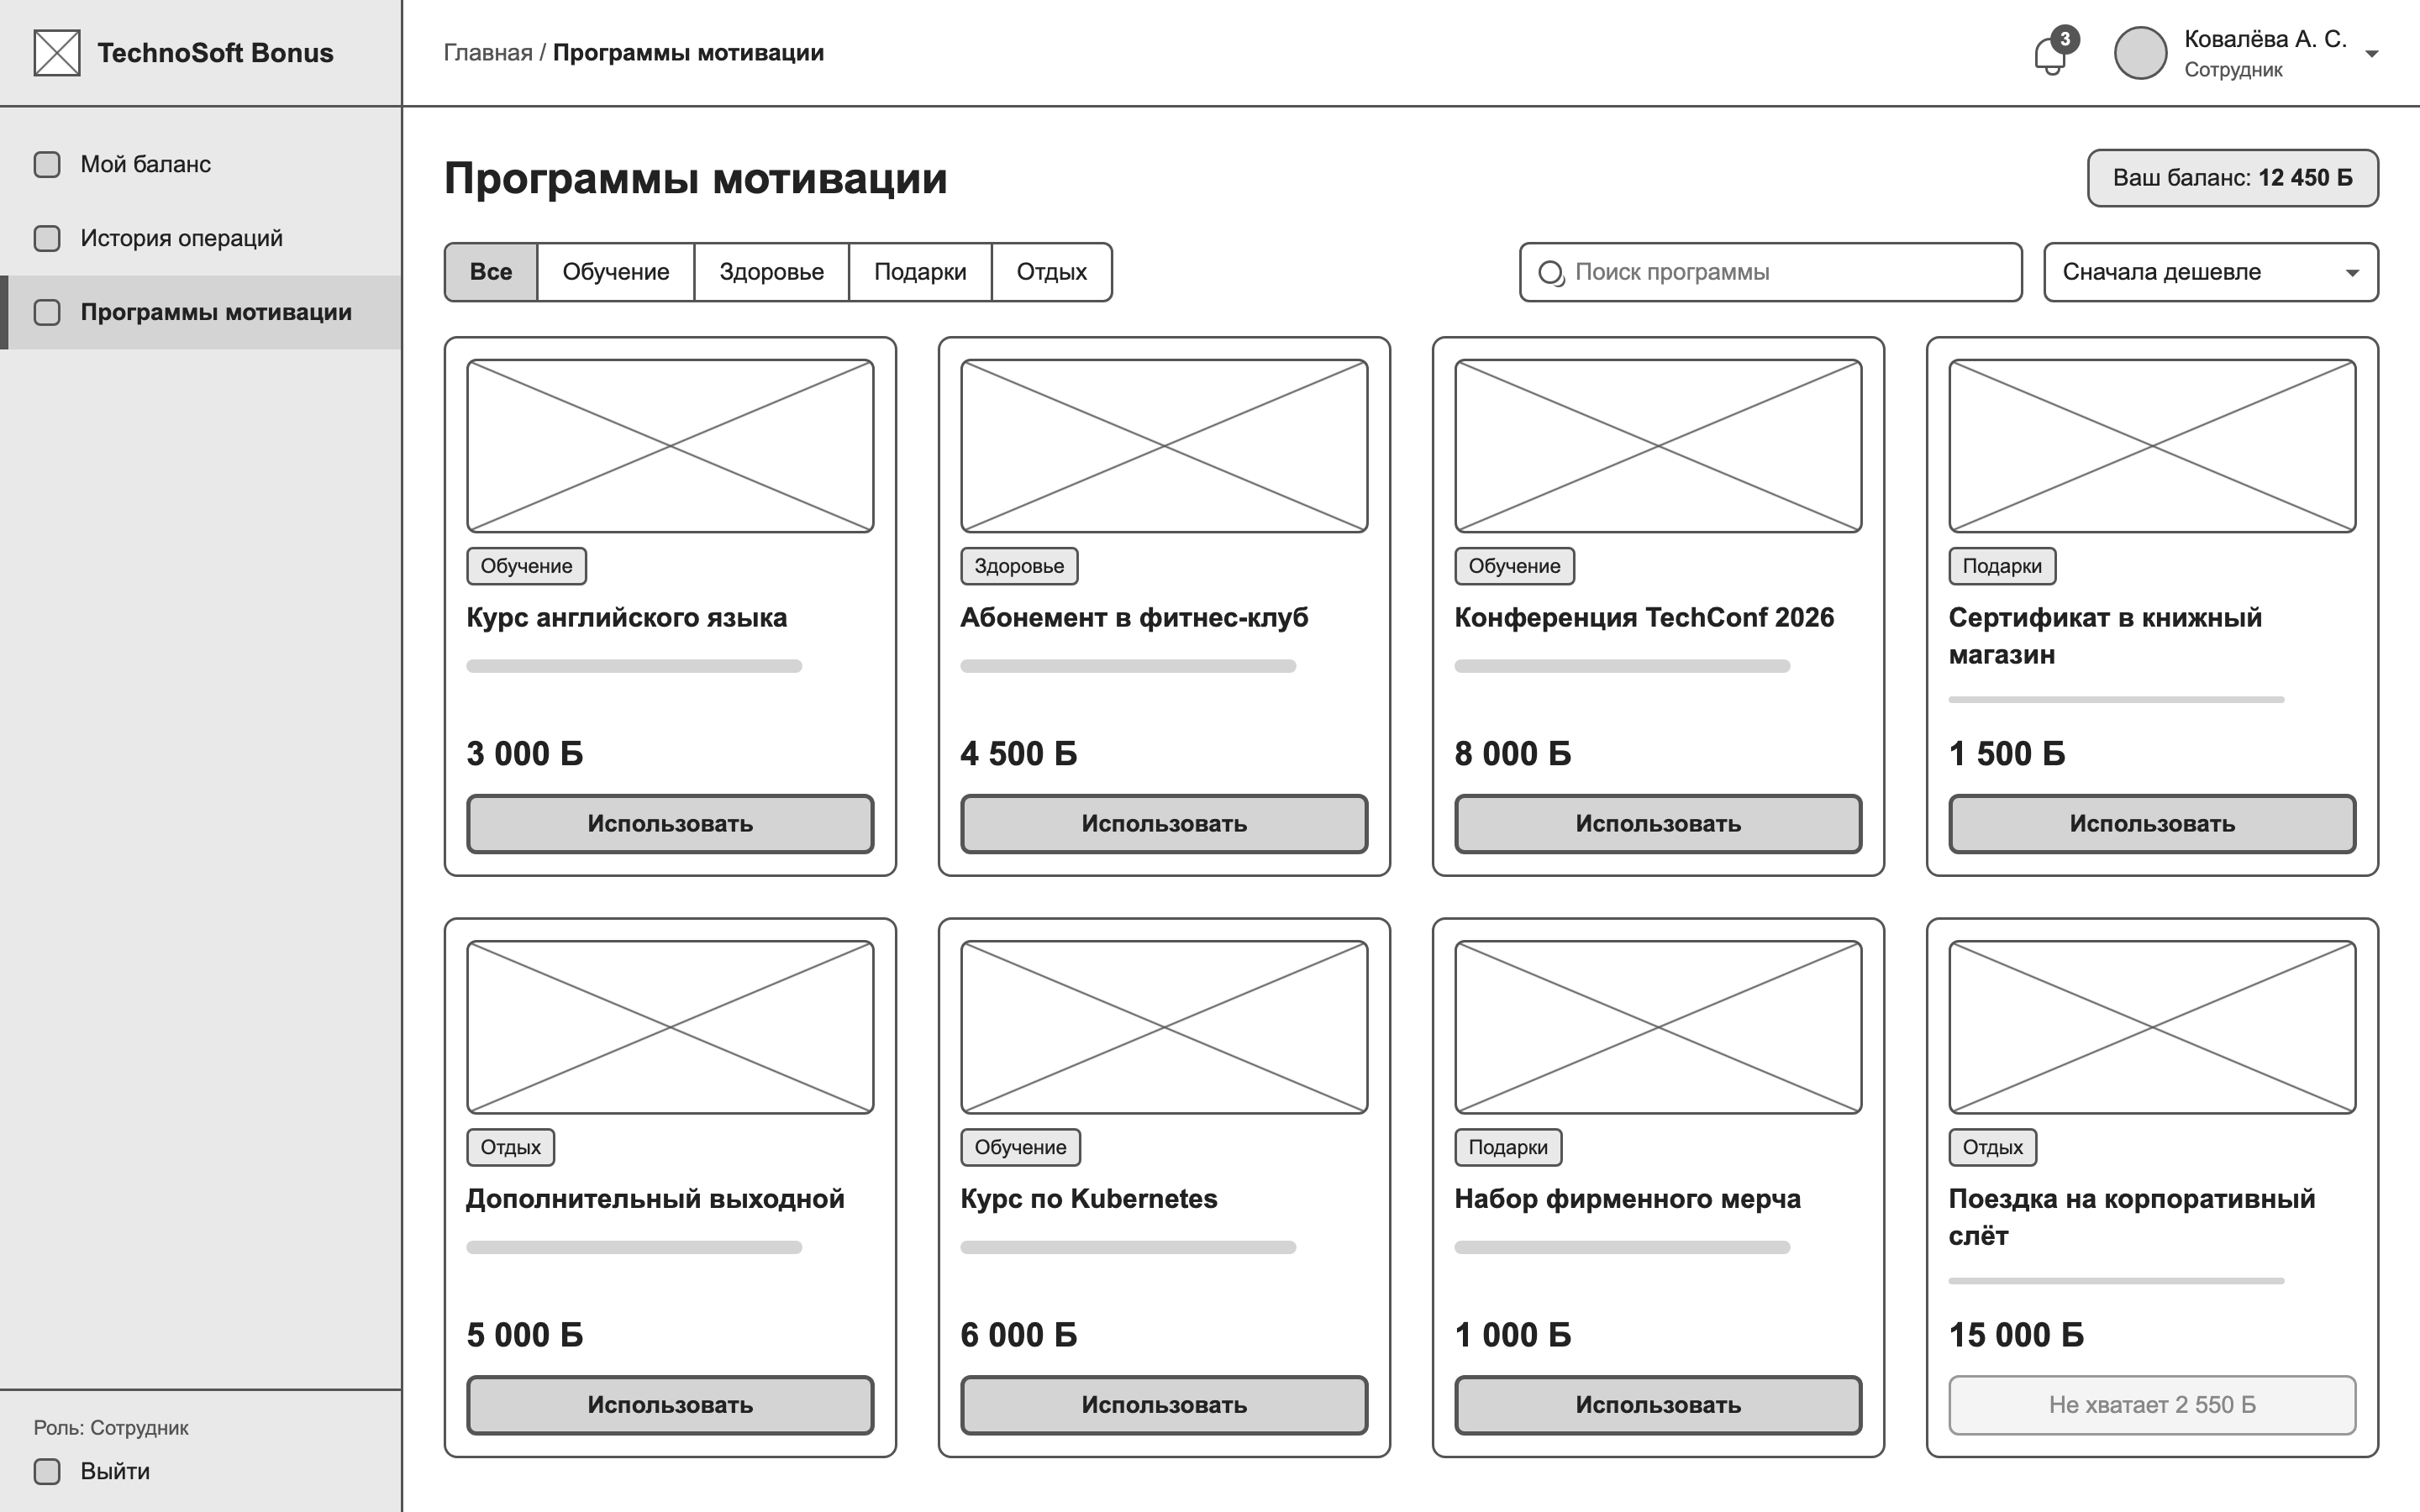 TechnoSoft Bonus
Главная / Программы мотивации
3
Ковалёва А. С.
Сотрудник
Мой баланс
История операций
Программы мотивации
Программы мотивации
Ваш баланс: 12 450 Б
Все
Обучение
Здоровье
Подарки
Отдых
Поиск программы
Сначала дешевле
Обучение
Курс английского языка
3 000 Б
Использовать
Здоровье
Абонемент в фитнес-клуб
4 500 Б
Использовать
Обучение
Конференция TechConf 2026
8 000 Б
Использовать
Подарки
Сертификат в книжный
магазин
1 500 Б
Использовать
Отдых
Дополнительный выходной
5 000 Б
Использовать
Обучение
Курс по Kubernetes
6 000 Б
Использовать
Подарки
Набор фирменного мерча
1 000 Б
Использовать
Отдых
Поездка на корпоративный
слёт
15 000 Б
Не хватает 2 550 Б
Роль: Сотрудник
Выйти